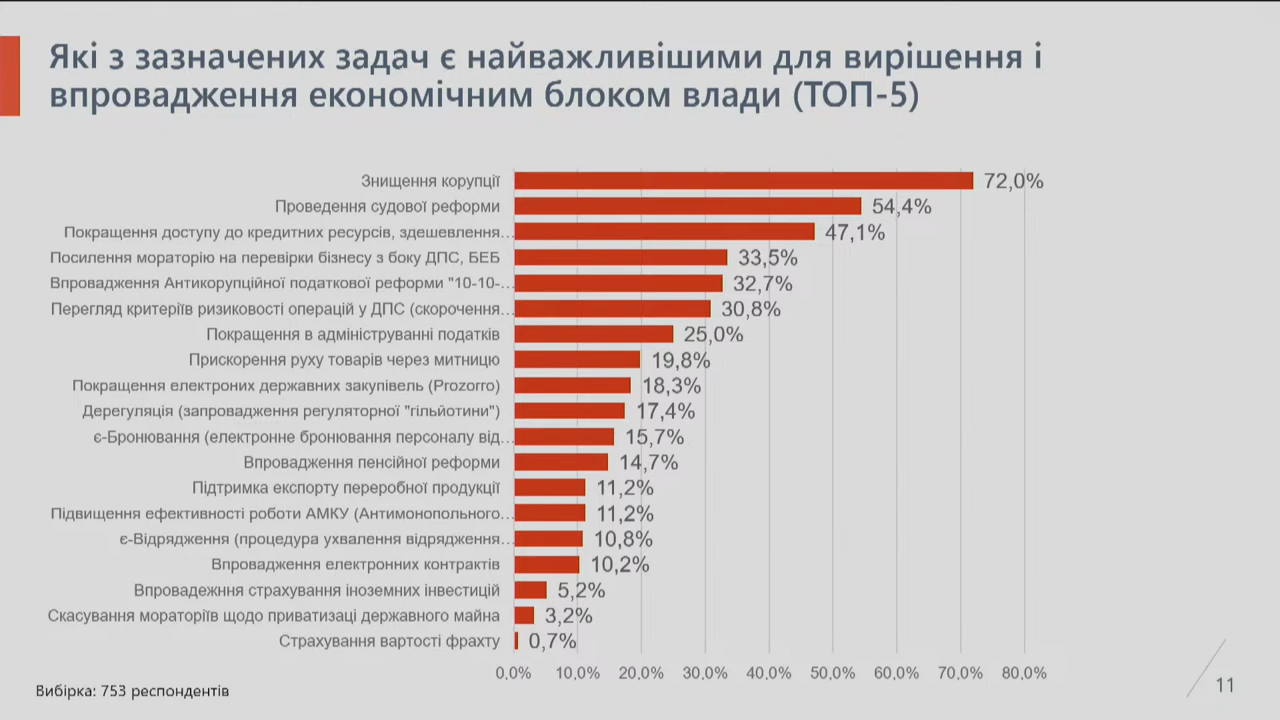 Які з зазначених задач є найважливішими для вирішення і
впровадження економічним блоком влади (ТОП-5)
Знищення корупції 72,0%
Проведення судової реформи 54,4%
Покращення доступу до кредитних ресурсів, здешевлення... 47,1%
Посилення мораторію на перевірки бізнесу з боку ДПС, БЕБ 33,5%
Впровадження Антикорупційної податкової реформи "10-10-... 32,7%
Перегляд критеріїв ризиковості операцій у ДПС (скорочення... 30,8%
Покращення в адмініструванні податків 25,0%
Прискорення руху товарів через митницю 19,8%
Покращення електроних державних закупівель (Prozorro) 18,3%
Дерегуляція (запровадження регуляторної "гільйотини") 17,4%
є-Бронювання (електронне бронювання персоналу від... 15,7%
Впровадження пенсійної реформи 14,7%
Підтримка експорту переробної продукції 11,2%
Підвищення ефективності роботи АМКУ (Антимонопольного... 11,2%
є-Відрядження (процедура ухвалення відрядження... 10,8%
Впровадження електронних контрактів 10,2%
Впровадежння страхування іноземних інвестицій 5,2%
Скасування мораторіїв щодо приватизаці державного майна 3,2%
Страхування вартості фрахту 0,7%
0,0% 10,0% 20,0% 30,0% 40,0% 50,0% 60,0% 70,0% 80,0%
Вибірка: 753 респондентів
11